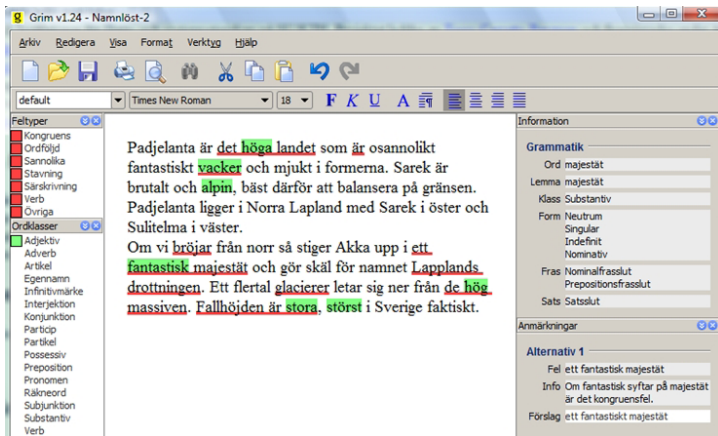 Grim v1.24 - Namnlöst-2
Arkiv Redigera Visa Format Verktyg Hjälp
default Times New Roman 18 F K U A
Feltyper
Kongruens
Ordföljd
Sannolika
Stavning
Särskrivning
Verb
Övriga
Ordklasser
Adjektiv
Adverb
Artikel
Egennamn
Infinitivmärke
Interjektion
Konjunktion
Particip
Partikel
Possessiv
Preposition
Pronomen
Räkneord
Subjunktion
Substantiv
Verb
Padjelanta är det höga landet som är osannolikt
fantastiskt vacker och mjukt i formerna. Sarek är
brutalt och alpin, bäst därför att balansera på gränsen.
Padjelanta ligger i Norra Lapland med Sarek i öster och
Sulitelma i väster.
Om vi bröjar från norr så stiger Akka upp i ett
fantastisk majestät och gör skäl för namnet Lapplands
drottningen. Ett flertal glacierer letar sig ner från de hög
massiven. Fallhöjden är stora, störst i Sverige faktiskt.
Information
Grammatik
Ord majestät
Lemma majestät
Klass Substantiv
Form Neutrum
Singular
Indefinit
Nominativ
Fras Nominalfrasslut
Prepositionsfrasslut
Sats Satsslut
Anmärkningar
Alternativ 1
Fel ett fantastisk majestät
Info Om fantastisk syftar på majestät
är det kongruensfel.
Förslag ett fantastiskt majestät